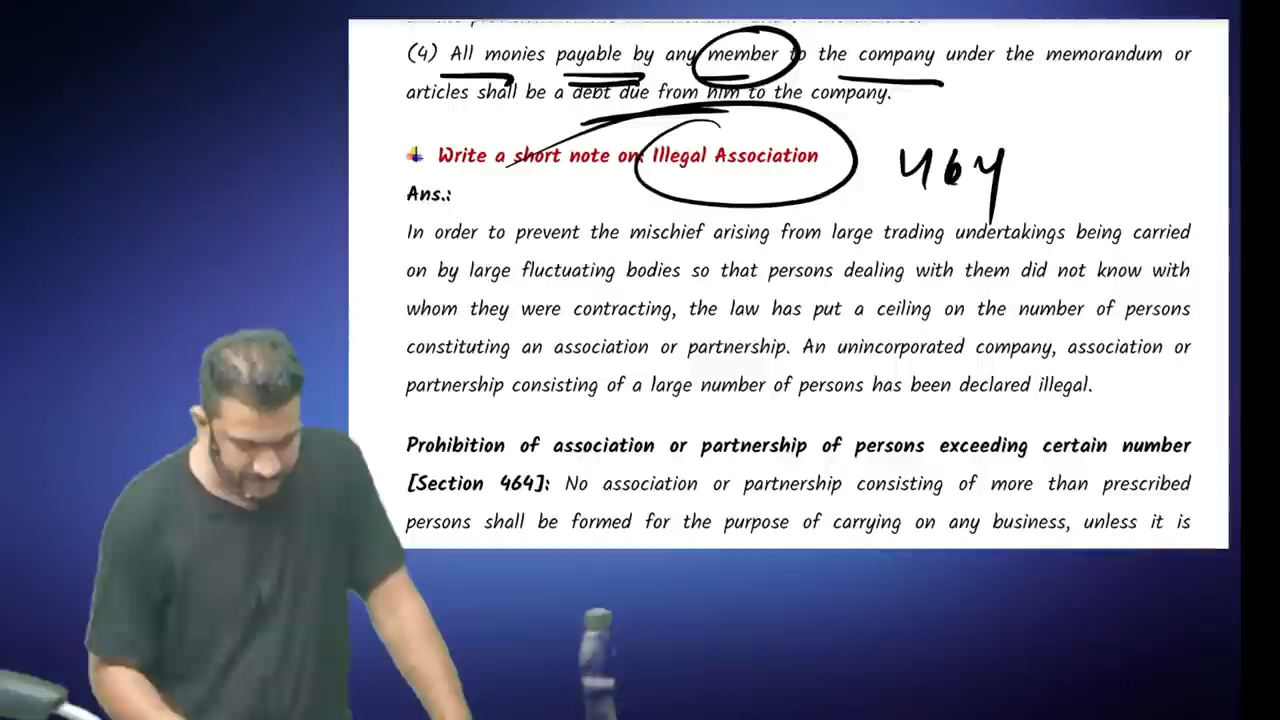 (4) All monies payable by any member to the company under the memorandum or
articles shall be a debt due from him to the company.
Write a short note on: Illegal Association
464
Ans.:
In order to prevent the mischief arising from large trading undertakings being carried
on by large fluctuating bodies so that persons dealing with them did not know with
whom they were contracting, the law has put a ceiling on the number of persons
constituting an association or partnership. An unincorporated company, association or
partnership consisting of a large number of persons has been declared illegal.
Prohibition of association or partnership of persons exceeding certain number
[Section 464]: No association or partnership consisting of more than prescribed
persons shall be formed for the purpose of carrying on any business, unless it is